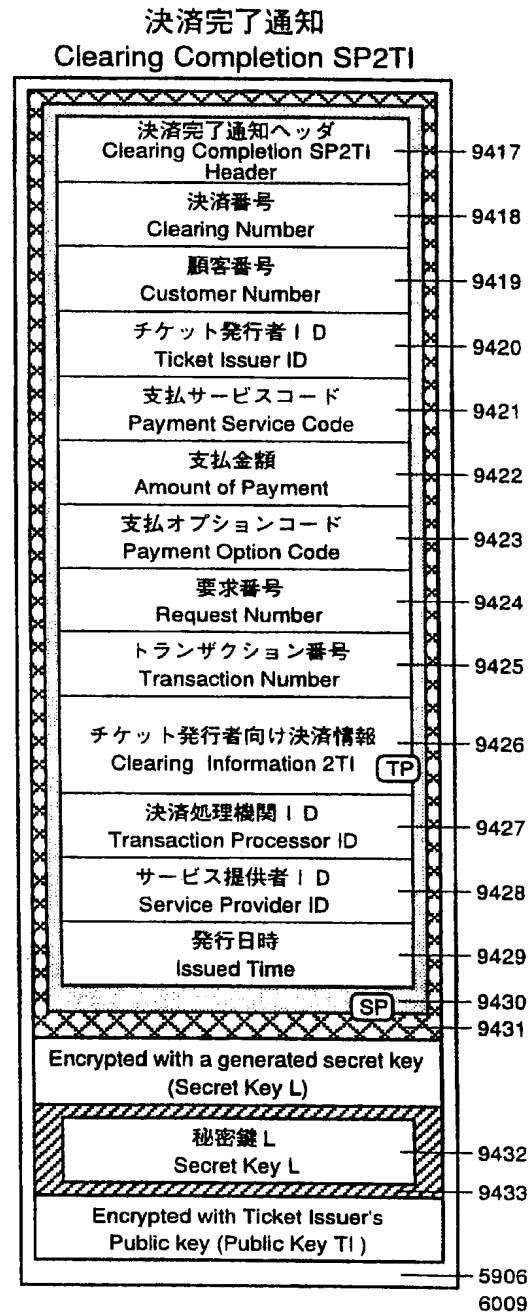 決済完了通知
Clearing Completion SP2TI
決済完了通知ヘッダ
Clearing Completion SP2TI
Header
9417
決済番号
Clearing Number
9418
顧客番号
Customer Number
9419
チケット発行者ID
Ticket Issuer ID
9420
支払サービスコード
Payment Service Code
9421
支払金額
Amount of Payment
9422
支払オプションコード
Payment Option Code
9423
要求番号
Request Number
9424
トランザクション番号
Transaction Number
9425
チケット発行者向け決済情報
Clearing Information 2TI
TP
9426
決済処理機関ID
Transaction Processor ID
9427
サービス提供者ID
Service Provider ID
9428
発行日時
Issued Time
9429
SP
9430
9431
Encrypted with a generated secret key
(Secret Key L)
秘密鍵L
Secret Key L
9432
9433
Encrypted with Ticket Issuer's
Public key (Public Key TI )
5906
6009